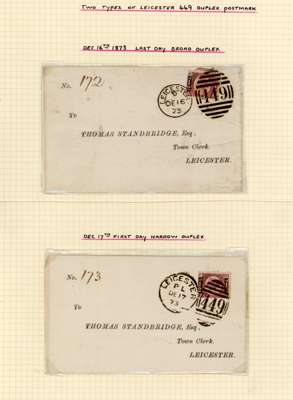 TWO TYPES OF LEICESTER 449 DUPLEX POSTMARK
DEC 16TH 1873 LAST DAY BROAD DUPLEX
No. 172
LEICESTER
DE 16
73
449
To
THOMAS STANDBRIDGE, Esq.
Town Clerk,
LEICESTER.
DEC 17TH FIRST DAY NARROW DUPLEX
No. 173
LEICESTER
PL
DE 17
73
449
To
THOMAS STANDBRIDGE, Esq.,
Town Clerk,
LEICESTER.